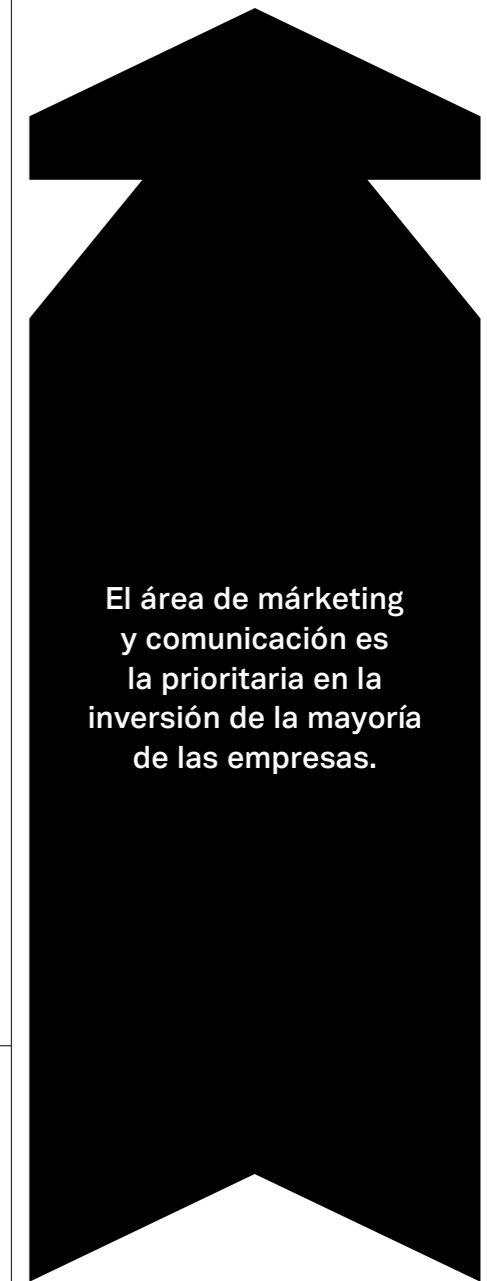 El área de márketing
y comunicación es
la prioritaria en la
inversión de la mayoría
de las empresas.